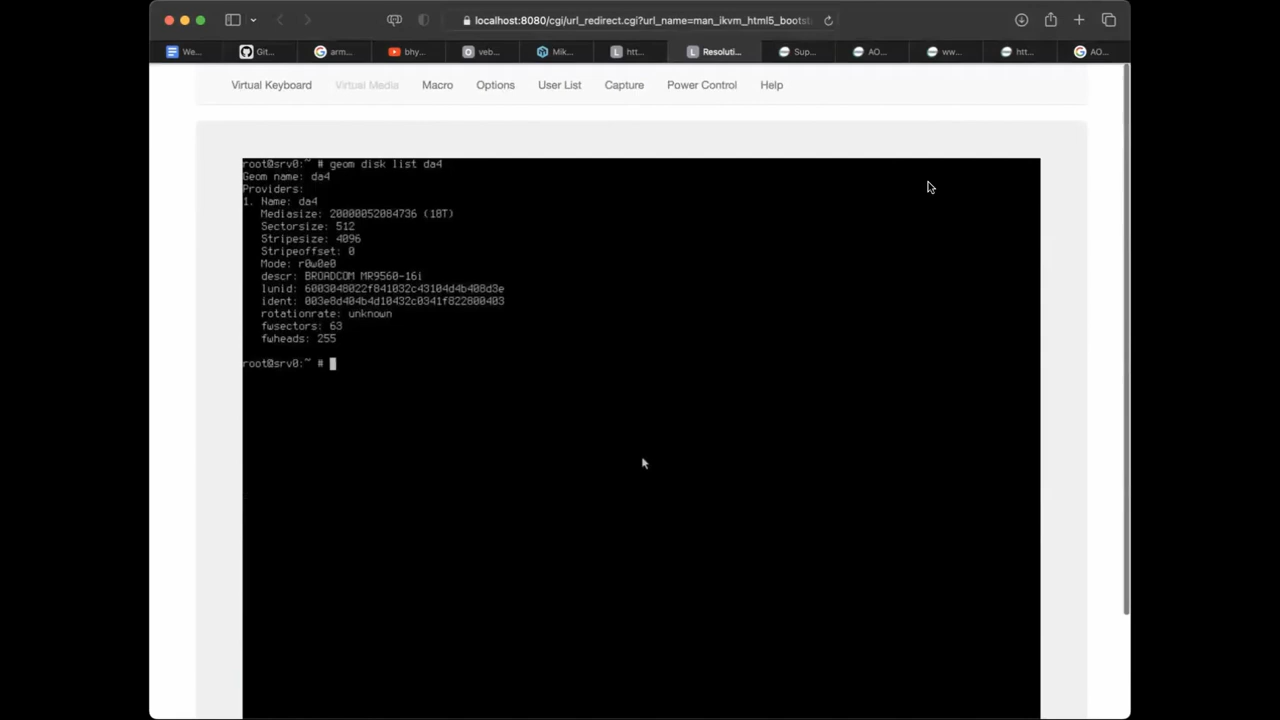 localhost:8080/cgi/url_redirect.cgi?url_name=man_ikvm_html5_bootst
We...
Git...
arm...
bhy...
veb...
Mik...
htt...
Resoluti...
Sup...
AO...
ww...
htt...
AO...
Virtual Keyboard
Virtual Media
Macro
Options
User List
Capture
Power Control
Help
root@srv0:~ # geom disk list da4
Geom name: da4
Providers:
1. Name: da4
Mediasize: 20000052084736 (18T)
Sectorsize: 512
Stripesize: 4096
Stripeoffset: 0
Mode: r0w0e0
descr: BROADCOM MR9560-16i
lunid: 6003048022f841032c43104d4b408d3e
ident: 003e8d404b4d10432c0341f822800403
rotationrate: unknown
fwsectors: 63
fwheads: 255
root@srv0:~ #